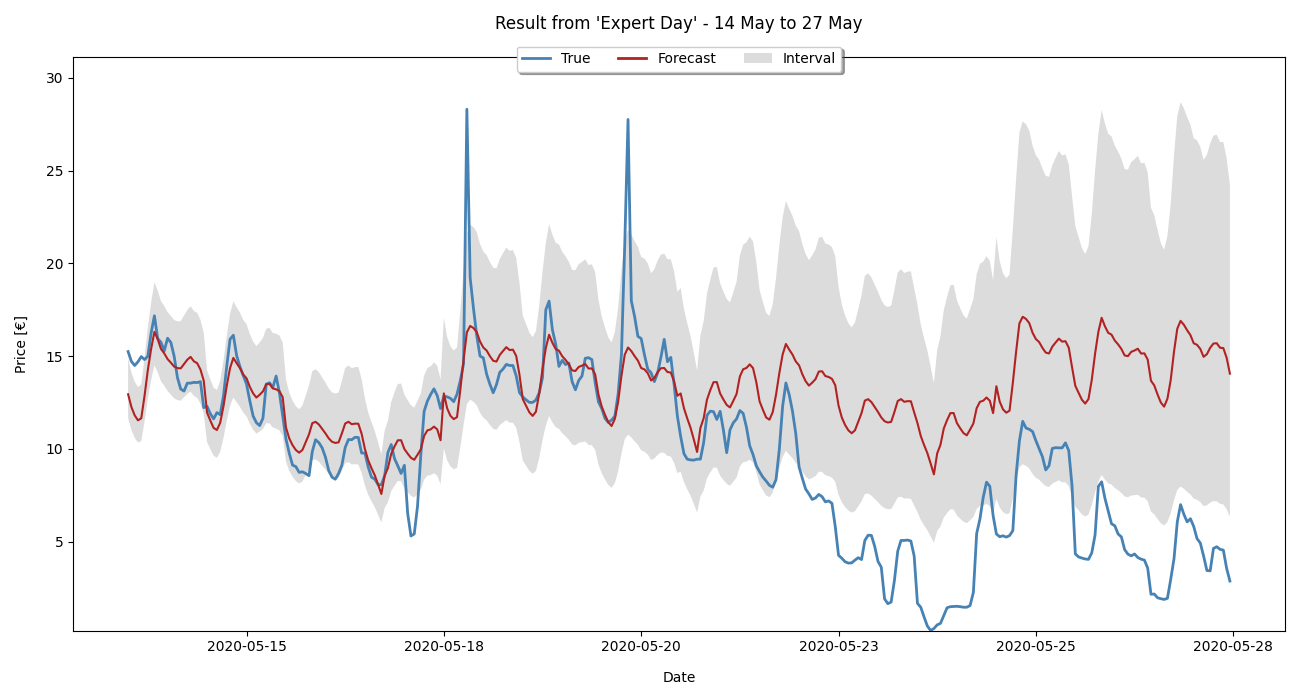 Result from 'Expert Day' - 14 May to 27 May
True Forecast Interval
30
25
20
15
10
5
Price [€]
2020-05-15 2020-05-18 2020-05-20 2020-05-23 2020-05-25 2020-05-28
Date